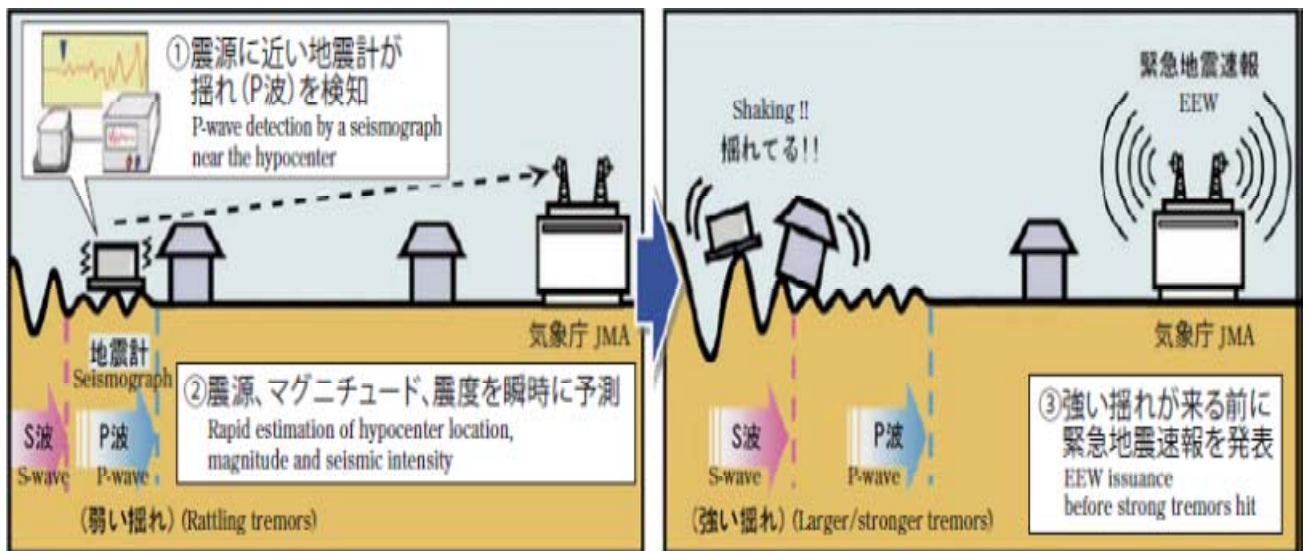 ①震源に近い地震計が
揺れ(P波)を検知
P-wave detection by a seismograph
near the hypocenter
地震計
Seismograph
気象庁 JMA
②震源、マグニチュード、震度を瞬時に予測
Rapid estimation of hypocenter location,
magnitude and seismic intensity
S波
S-wave
P波
P-wave
(弱い揺れ) (Rattling tremors)
Shaking !!
揺れてる!!
緊急地震速報
EEW
気象庁 JMA
S波
S-wave
P波
P-wave
(強い揺れ) (Larger/stronger tremors)
③強い揺れが来る前に
緊急地震速報を発表
EEW issuance
before strong tremors hit